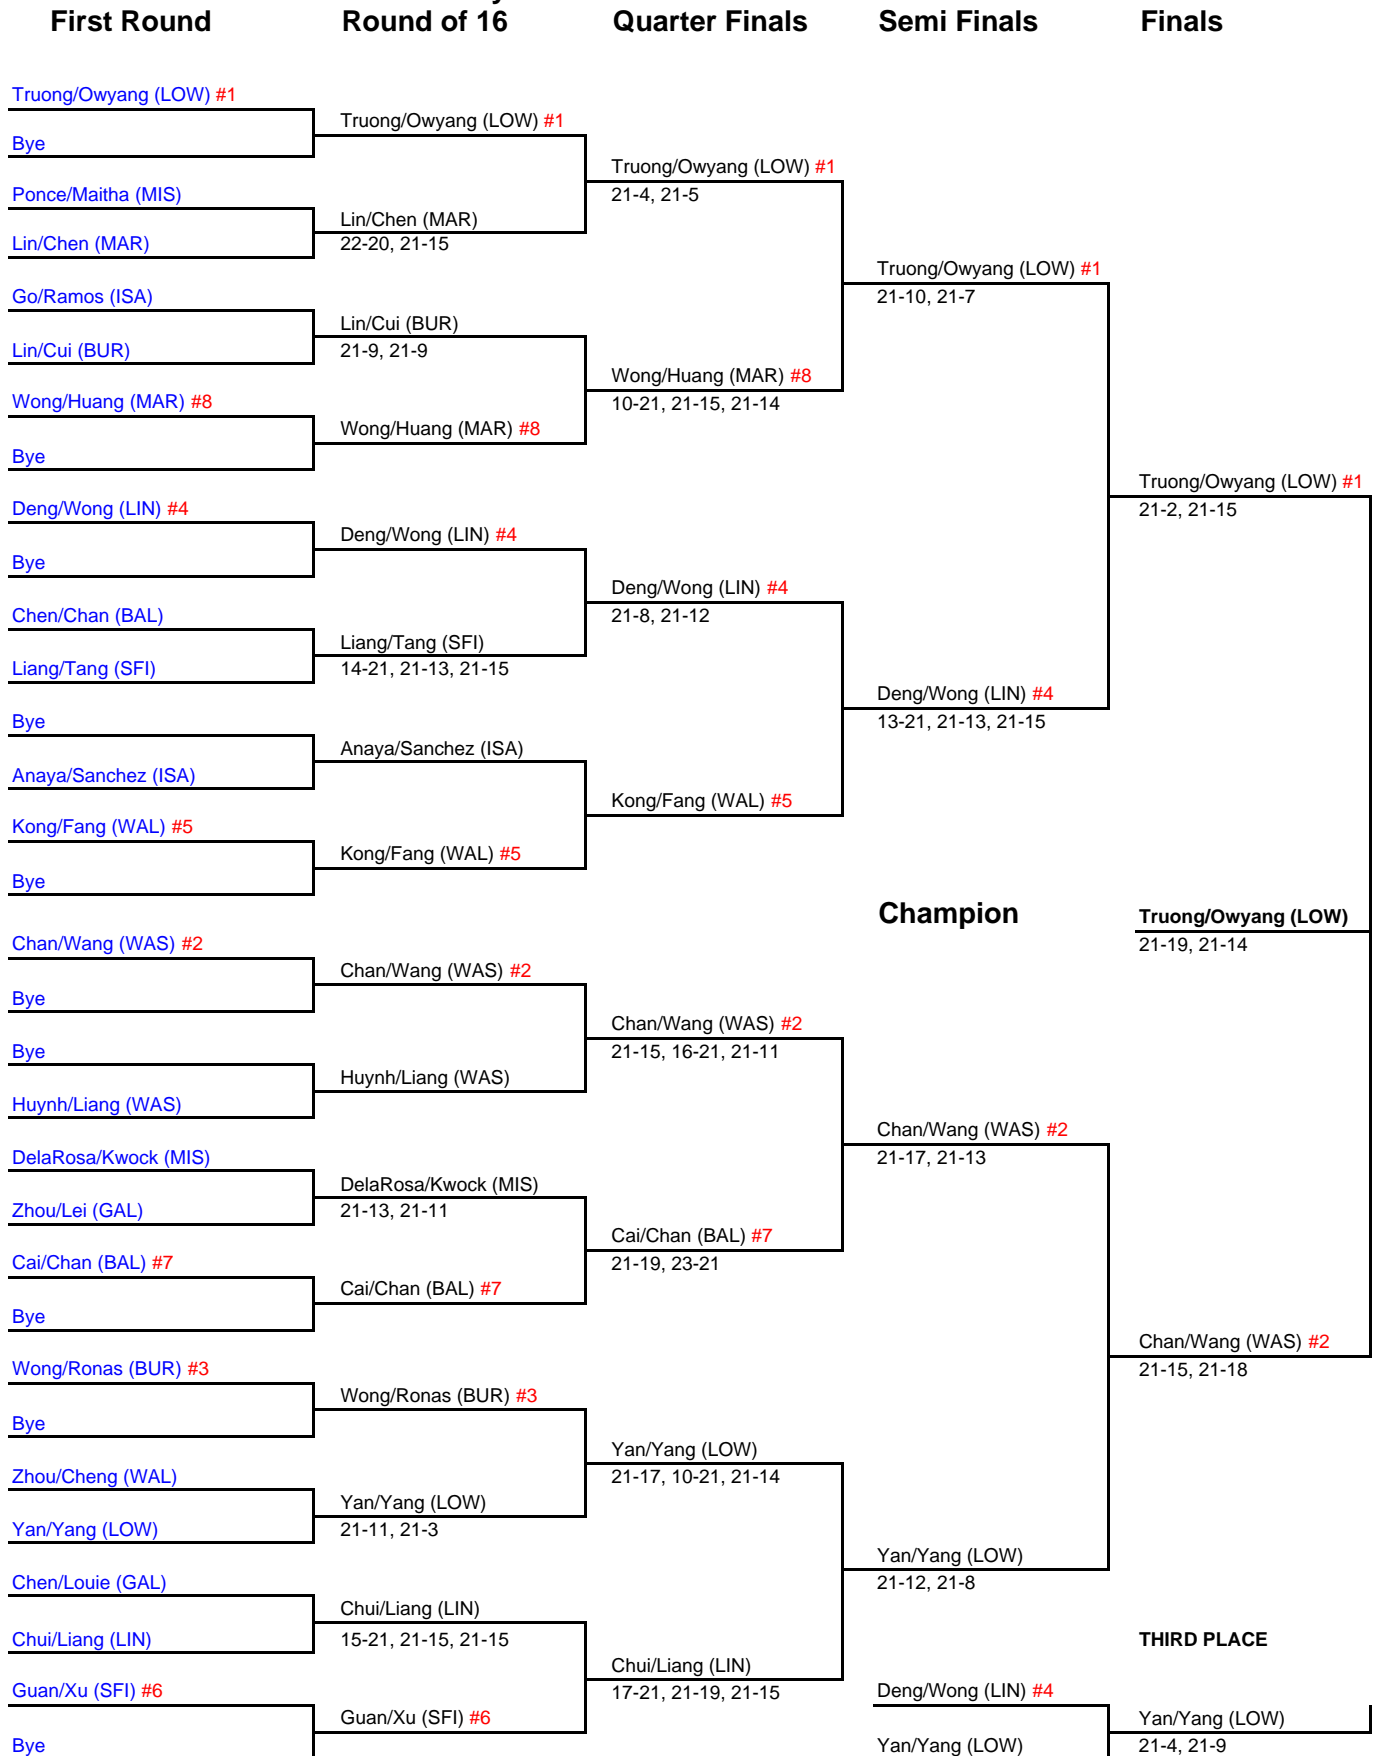 First Round
Round of 16
Quarter Finals
Semi Finals
Finals
Truong/Owyang (LOW) #1
Bye
Ponce/Maitha (MIS)
Lin/Chen (MAR)
Go/Ramos (ISA)
Lin/Cui (BUR)
Wong/Huang (MAR) #8
Bye
Deng/Wong (LIN) #4
Bye
Chen/Chan (BAL)
Liang/Tang (SFI)
Bye
Anaya/Sanchez (ISA)
Kong/Fang (WAL) #5
Bye
Chan/Wang (WAS) #2
Bye
Bye
Huynh/Liang (WAS)
DelaRosa/Kwock (MIS)
Zhou/Lei (GAL)
Cai/Chan (BAL) #7
Bye
Wong/Ronas (BUR) #3
Bye
Zhou/Cheng (WAL)
Yan/Yang (LOW)
Chen/Louie (GAL)
Chui/Liang (LIN)
Guan/Xu (SFI) #6
Bye
Truong/Owyang (LOW) #1
Lin/Chen (MAR)
22-20, 21-15
Lin/Cui (BUR)
21-9, 21-9
Wong/Huang (MAR) #8
Deng/Wong (LIN) #4
Liang/Tang (SFI)
14-21, 21-13, 21-15
Anaya/Sanchez (ISA)
Kong/Fang (WAL) #5
Chan/Wang (WAS) #2
Huynh/Liang (WAS)
DelaRosa/Kwock (MIS)
21-13, 21-11
Cai/Chan (BAL) #7
Wong/Ronas (BUR) #3
Yan/Yang (LOW)
21-11, 21-3
Chui/Liang (LIN)
15-21, 21-15, 21-15
Guan/Xu (SFI) #6
Truong/Owyang (LOW) #1
21-4, 21-5
Wong/Huang (MAR) #8
10-21, 21-15, 21-14
Deng/Wong (LIN) #4
21-8, 21-12
Kong/Fang (WAL) #5
Chan/Wang (WAS) #2
21-15, 16-21, 21-11
Cai/Chan (BAL) #7
21-19, 23-21
Yan/Yang (LOW)
21-17, 10-21, 21-14
Chui/Liang (LIN)
17-21, 21-19, 21-15
Truong/Owyang (LOW) #1
21-10, 21-7
Deng/Wong (LIN) #4
13-21, 21-13, 21-15
Champion
Chan/Wang (WAS) #2
21-17, 21-13
Yan/Yang (LOW)
21-12, 21-8
Deng/Wong (LIN) #4
Yan/Yang (LOW)
Truong/Owyang (LOW) #1
21-2, 21-15
Truong/Owyang (LOW)
21-19, 21-14
Chan/Wang (WAS) #2
21-15, 21-18
THIRD PLACE
Yan/Yang (LOW)
21-4, 21-9